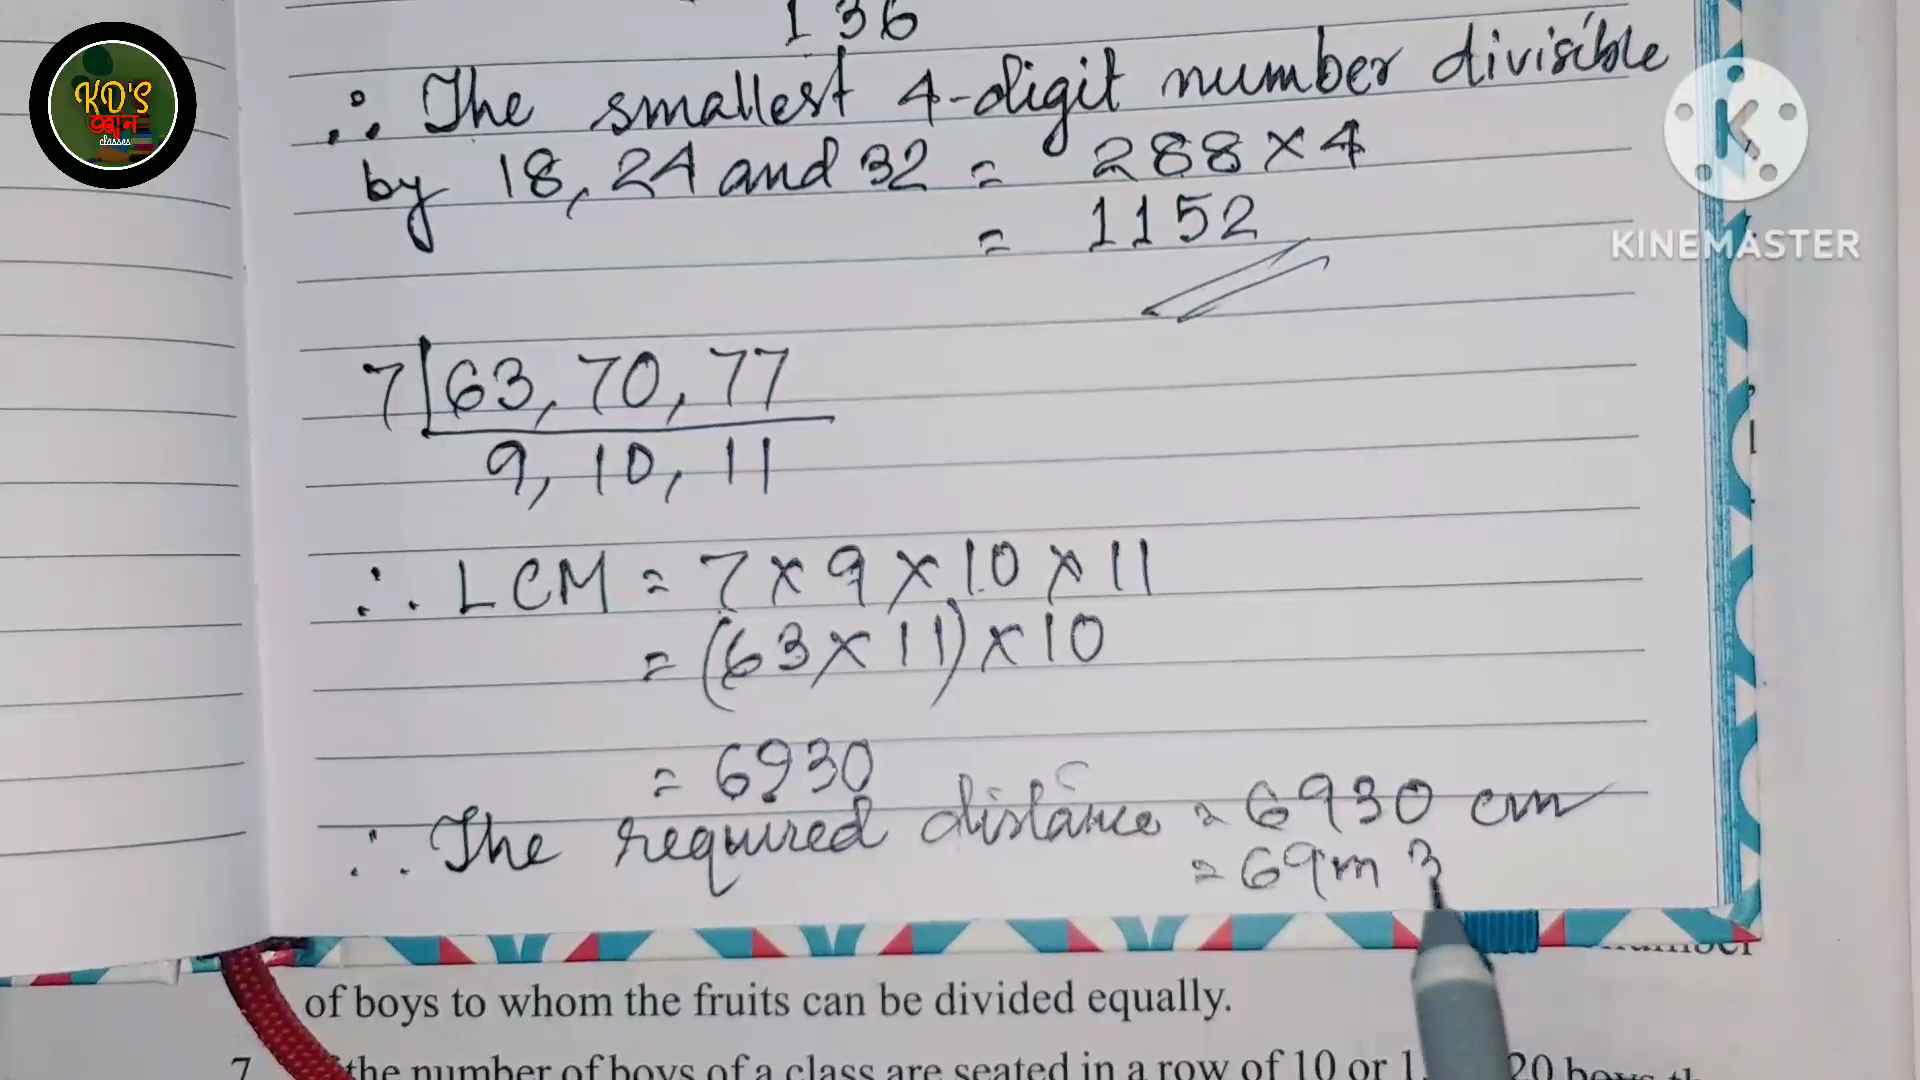 136
∴ The smallest 4-digit number divisible
by 18, 24 and 32 = 288 × 4
= 1152
7 | 63, 70, 77
9, 10, 11
∴ LCM = 7 × 9 × 10 × 11
= (63 × 11) × 10
= 6930
∴ The required distance = 6930 cm
= 69m 3
of boys to whom the fruits can be divided equally.
7 the number of boys of a class are seated in a row of 10 or 20 boys
KD'S
জ্ঞান
classes
K
KINEMASTER